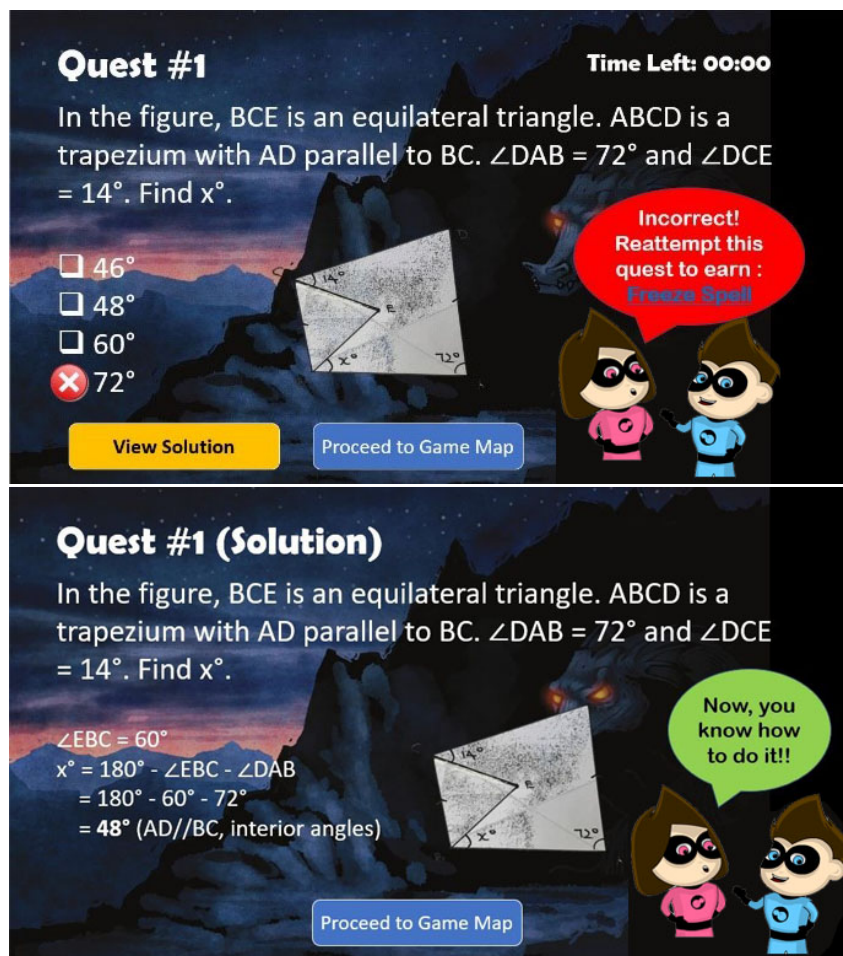 Quest #1
Time Left: 00:00
In the figure, BCE is an equilateral triangle. ABCD is a
trapezium with AD parallel to BC. ∠DAB = 72° and ∠DCE
= 14°. Find x°.
❑ 46°
❑ 48°
❑ 60°
72°
14°
E
x°
72°
Incorrect!
Reattempt this
quest to earn :
Freeze Spell
View Solution
Proceed to Game Map
Quest #1 (Solution)
In the figure, BCE is an equilateral triangle. ABCD is a
trapezium with AD parallel to BC. ∠DAB = 72° and ∠DCE
= 14°. Find x°.
∠EBC = 60°
x° = 180° - ∠EBC - ∠DAB
= 180° - 60° - 72°
= 48° (AD//BC, interior angles)
14°
E
x°
72°
Now, you
know how
to do it!!
Proceed to Game Map